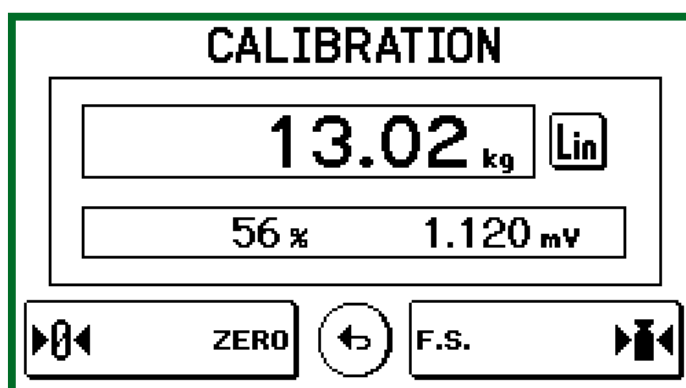 CALIBRATION
13.02 kg Lin
56 % 1.120 mV
0 ZERO F.S.